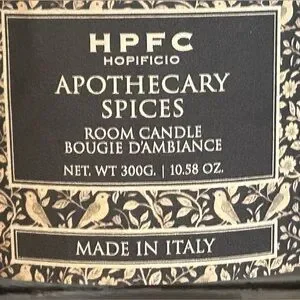 HPFC
HOPIFICIO
APOTHECARY
SPICES
ROOM CANDLE
BOUGIE D'AMBIANCE
NET. WT 300G. | 10.58 OZ.
MADE IN ITALY